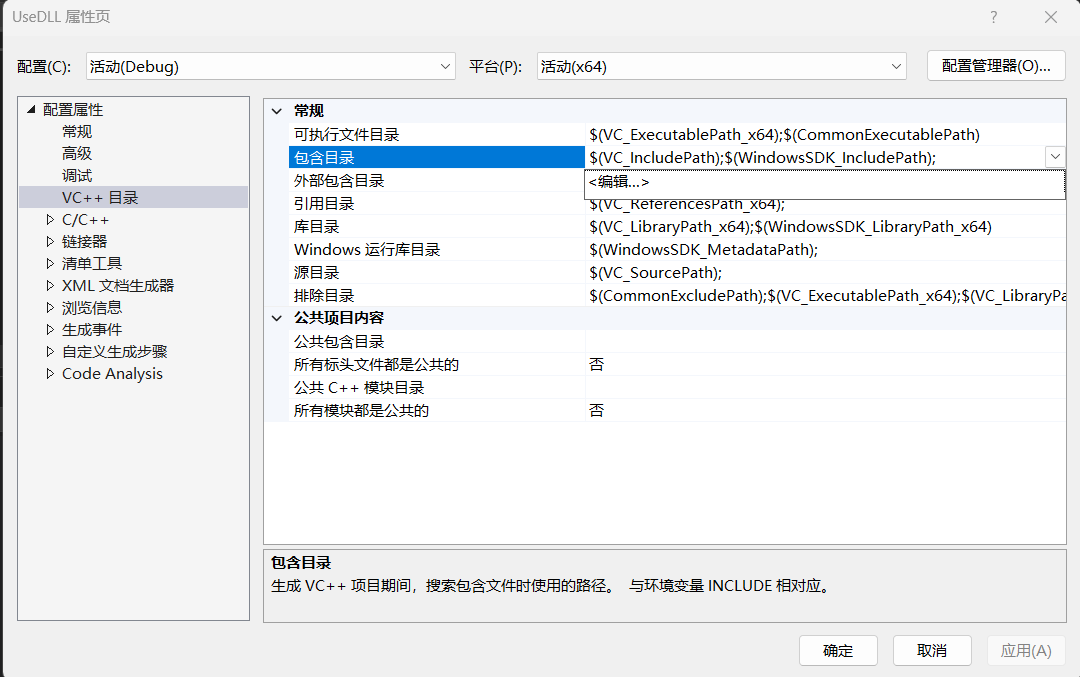 UseDLL 属性页
配置(C): 活动(Debug) 平台(P): 活动(x64) 配置管理器(O)...
配置属性
常规
高级
调试
VC++ 目录
C/C++
链接器
清单工具
XML 文档生成器
浏览信息
生成事件
自定义生成步骤
Code Analysis
常规
可执行文件目录 $(VC_ExecutablePath_x64);$(CommonExecutablePath)
包含目录 $(VC_IncludePath);$(WindowsSDK_IncludePath);
外部包含目录 <编辑...>
引用目录 $(VC_ReferencesPath_x64);
库目录 $(VC_LibraryPath_x64);$(WindowsSDK_LibraryPath_x64)
Windows 运行库目录 $(WindowsSDK_MetadataPath);
源目录 $(VC_SourcePath);
排除目录 $(CommonExcludePath);$(VC_ExecutablePath_x64);$(VC_LibraryPa
公共项目内容
公共包含目录
所有标头文件都是公共的 否
公共 C++ 模块目录
所有模块都是公共的 否
包含目录
生成 VC++ 项目期间，搜索包含文件时使用的路径。 与环境变量 INCLUDE 相对应。
确定 取消 应用(A)